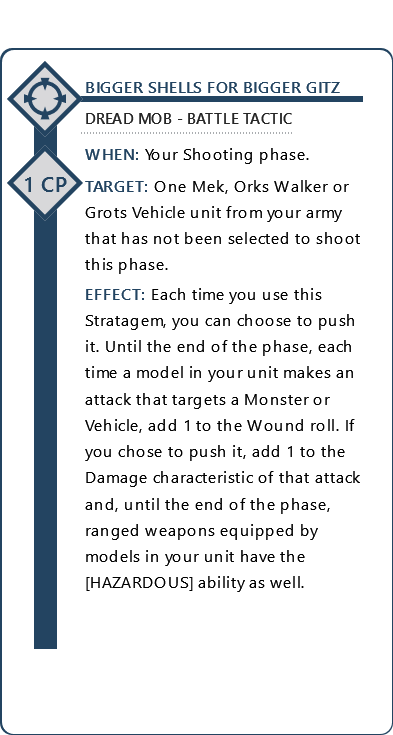 BIGGER SHELLS FOR BIGGER GITZ
DREAD MOB - BATTLE TACTIC
WHEN: Your Shooting phase.
1 CP
TARGET: One Mek, Orks Walker or
Grots Vehicle unit from your army
that has not been selected to shoot
this phase.
EFFECT: Each time you use this
Stratagem, you can choose to push
it. Until the end of the phase, each
time a model in your unit makes an
attack that targets a Monster or
Vehicle, add 1 to the Wound roll. If
you chose to push it, add 1 to the
Damage characteristic of that attack
and, until the end of the phase,
ranged weapons equipped by
models in your unit have the
[HAZARDOUS] ability as well.